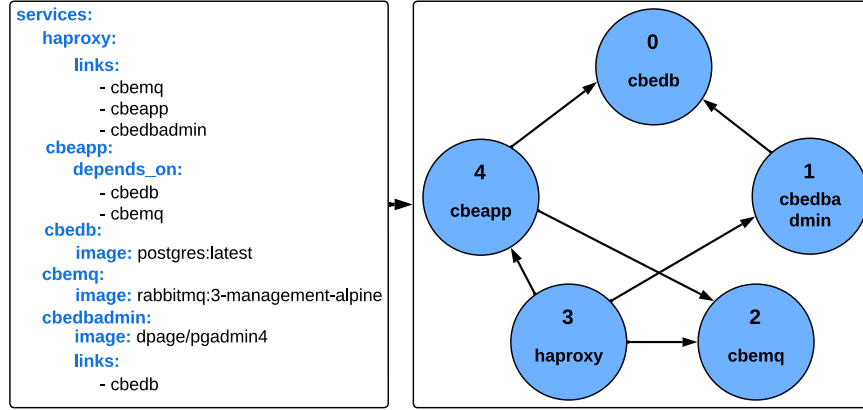 services:
haproxy:
links:
- cbemq
- cbeapp
- cbedbadmin
cbeapp:
depends_on:
- cbedb
- cbemq
cbedb:
image: postgres:latest
cbemq:
image: rabbitmq:3-management-alpine
cbedbadmin:
image: dpage/pgadmin4
links:
- cbedb
0
cbedb
4
cbeapp
1
cbedba
dmin
3
haproxy
2
cbemq